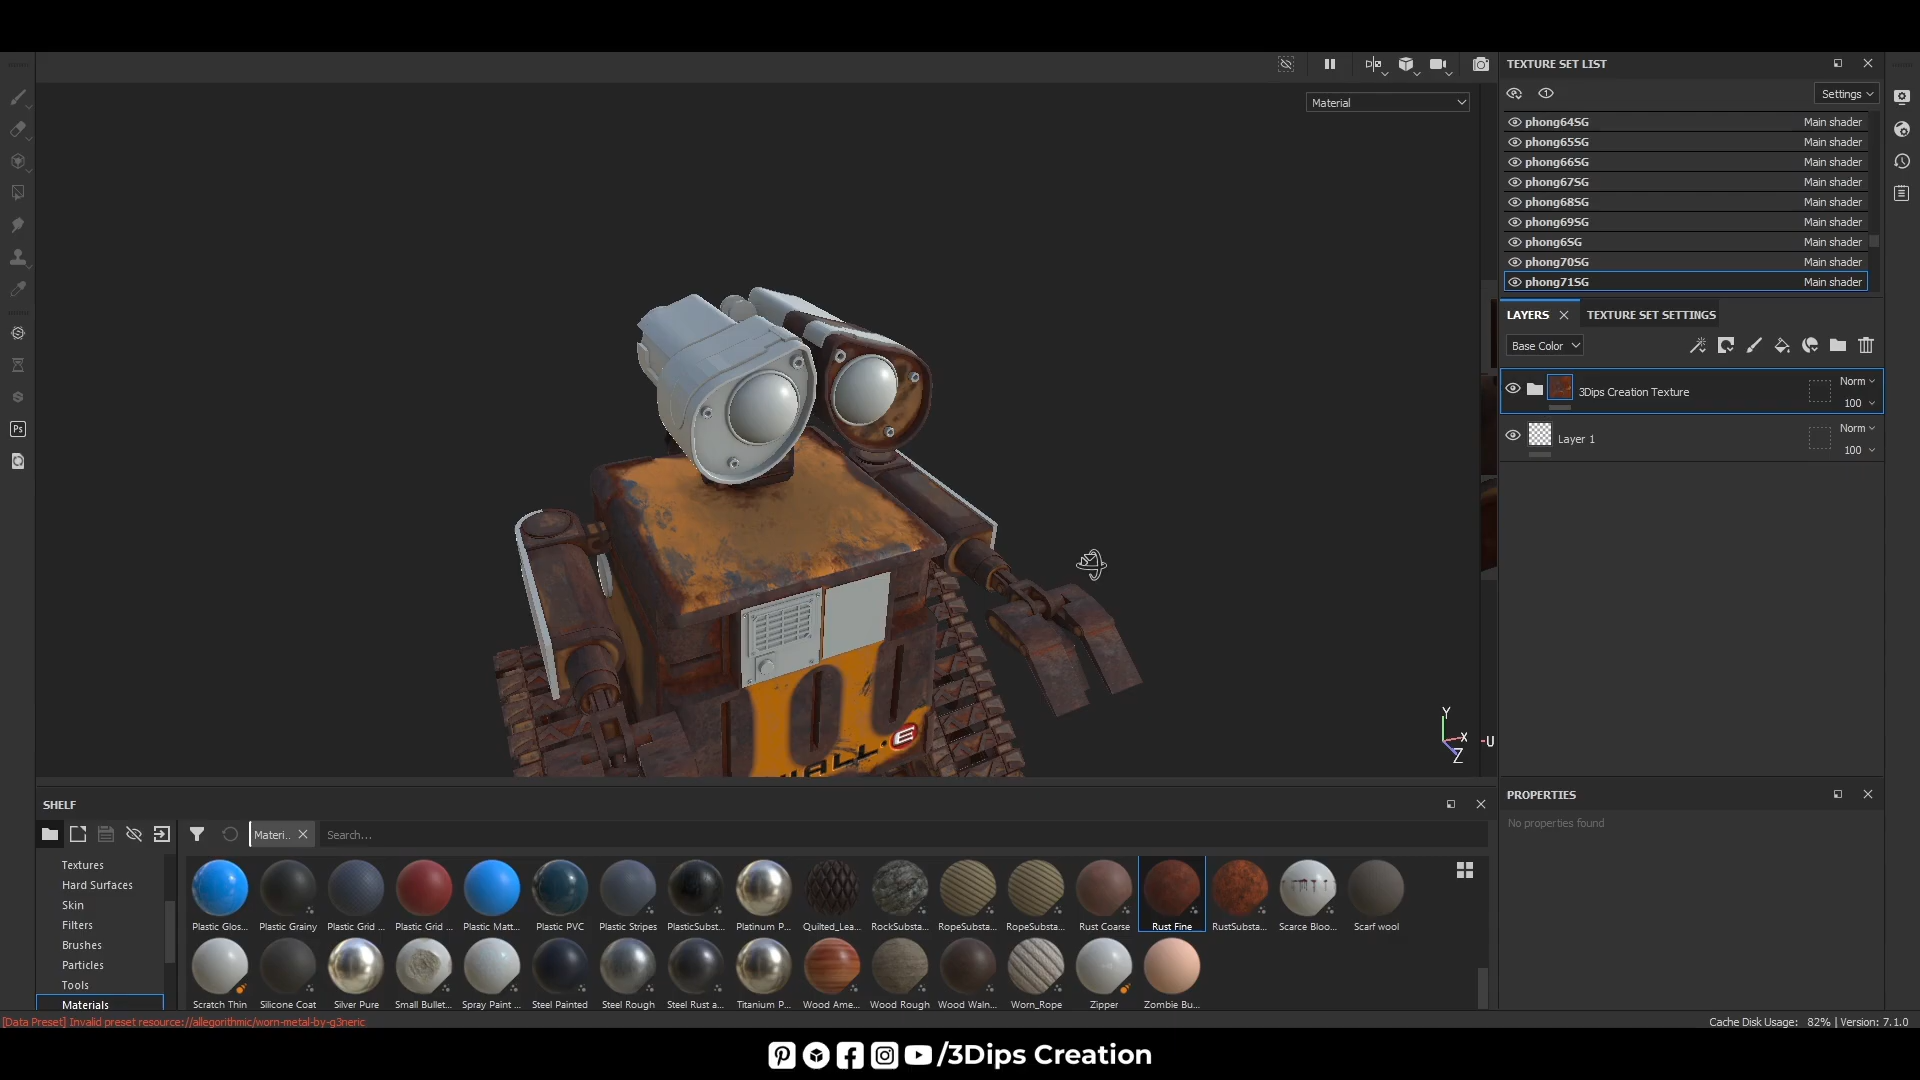 TEXTURE SET LIST
Settings
Material
phong64SG Main shader
phong65SG Main shader
phong66SG Main shader
phong67SG Main shader
phong68SG Main shader
phong69SG Main shader
phong6SG Main shader
phong70SG Main shader
phong71SG Main shader
LAYERS TEXTURE SET SETTINGS
Base Color
3Dips Creation Texture Norm
100
Layer 1 Norm
100
WALL·E
Y
X
Z
U
PROPERTIES
No properties found
SHELF
Materi.. Search...
Textures
Hard Surfaces
Skin
Filters
Brushes
Particles
Tools
Materials
Plastic Glos... Plastic Grainy Plastic Grid ... Plastic Grid ... Plastic Matt... Plastic PVC Plastic Stripes PlasticSubst... Platinum P... Quilted_Lea... RockSubsta... RopeSubsta... RopeSubsta... Rust Coarse Rust Fine RustSubsta... Scarce Bloo... Scarf wool
Scratch Thin Silicone Coat Silver Pure Small Bullet... Spray Paint ... Steel Painted Steel Rough Steel Rust a... Titanium P... Wood Ame... Wood Rough Wood Waln... Worn_Rope Zipper Zombie Bu...
[Data Preset] Invalid preset resource://allegorithmic/worn-metal-by-g3neric
Cache Disk Usage: 82% | Version: 7.1.0
Ps
/3Dips Creation